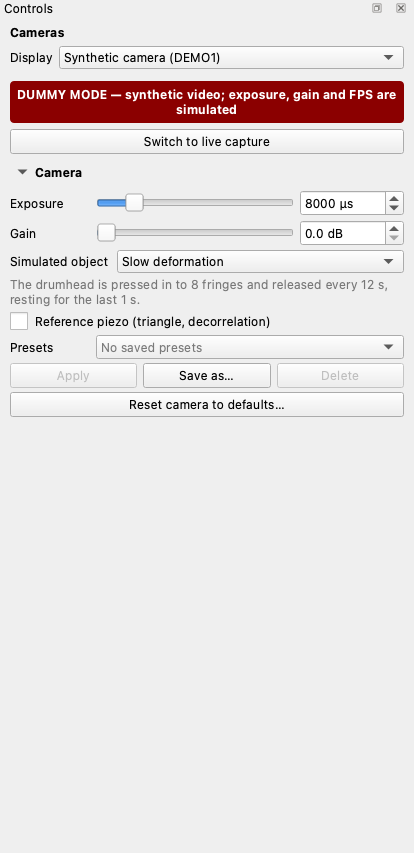 Controls
Cameras
Display Synthetic camera (DEMO1)
DUMMY MODE — synthetic video; exposure, gain and FPS are
simulated
Switch to live capture
Camera
Exposure 8000 µs
Gain 0.0 dB
Simulated object Slow deformation
The drumhead is pressed in to 8 fringes and released every 12 s,
resting for the last 1 s.
Reference piezo (triangle, decorrelation)
Presets No saved presets
Apply Save as... Delete
Reset camera to defaults...